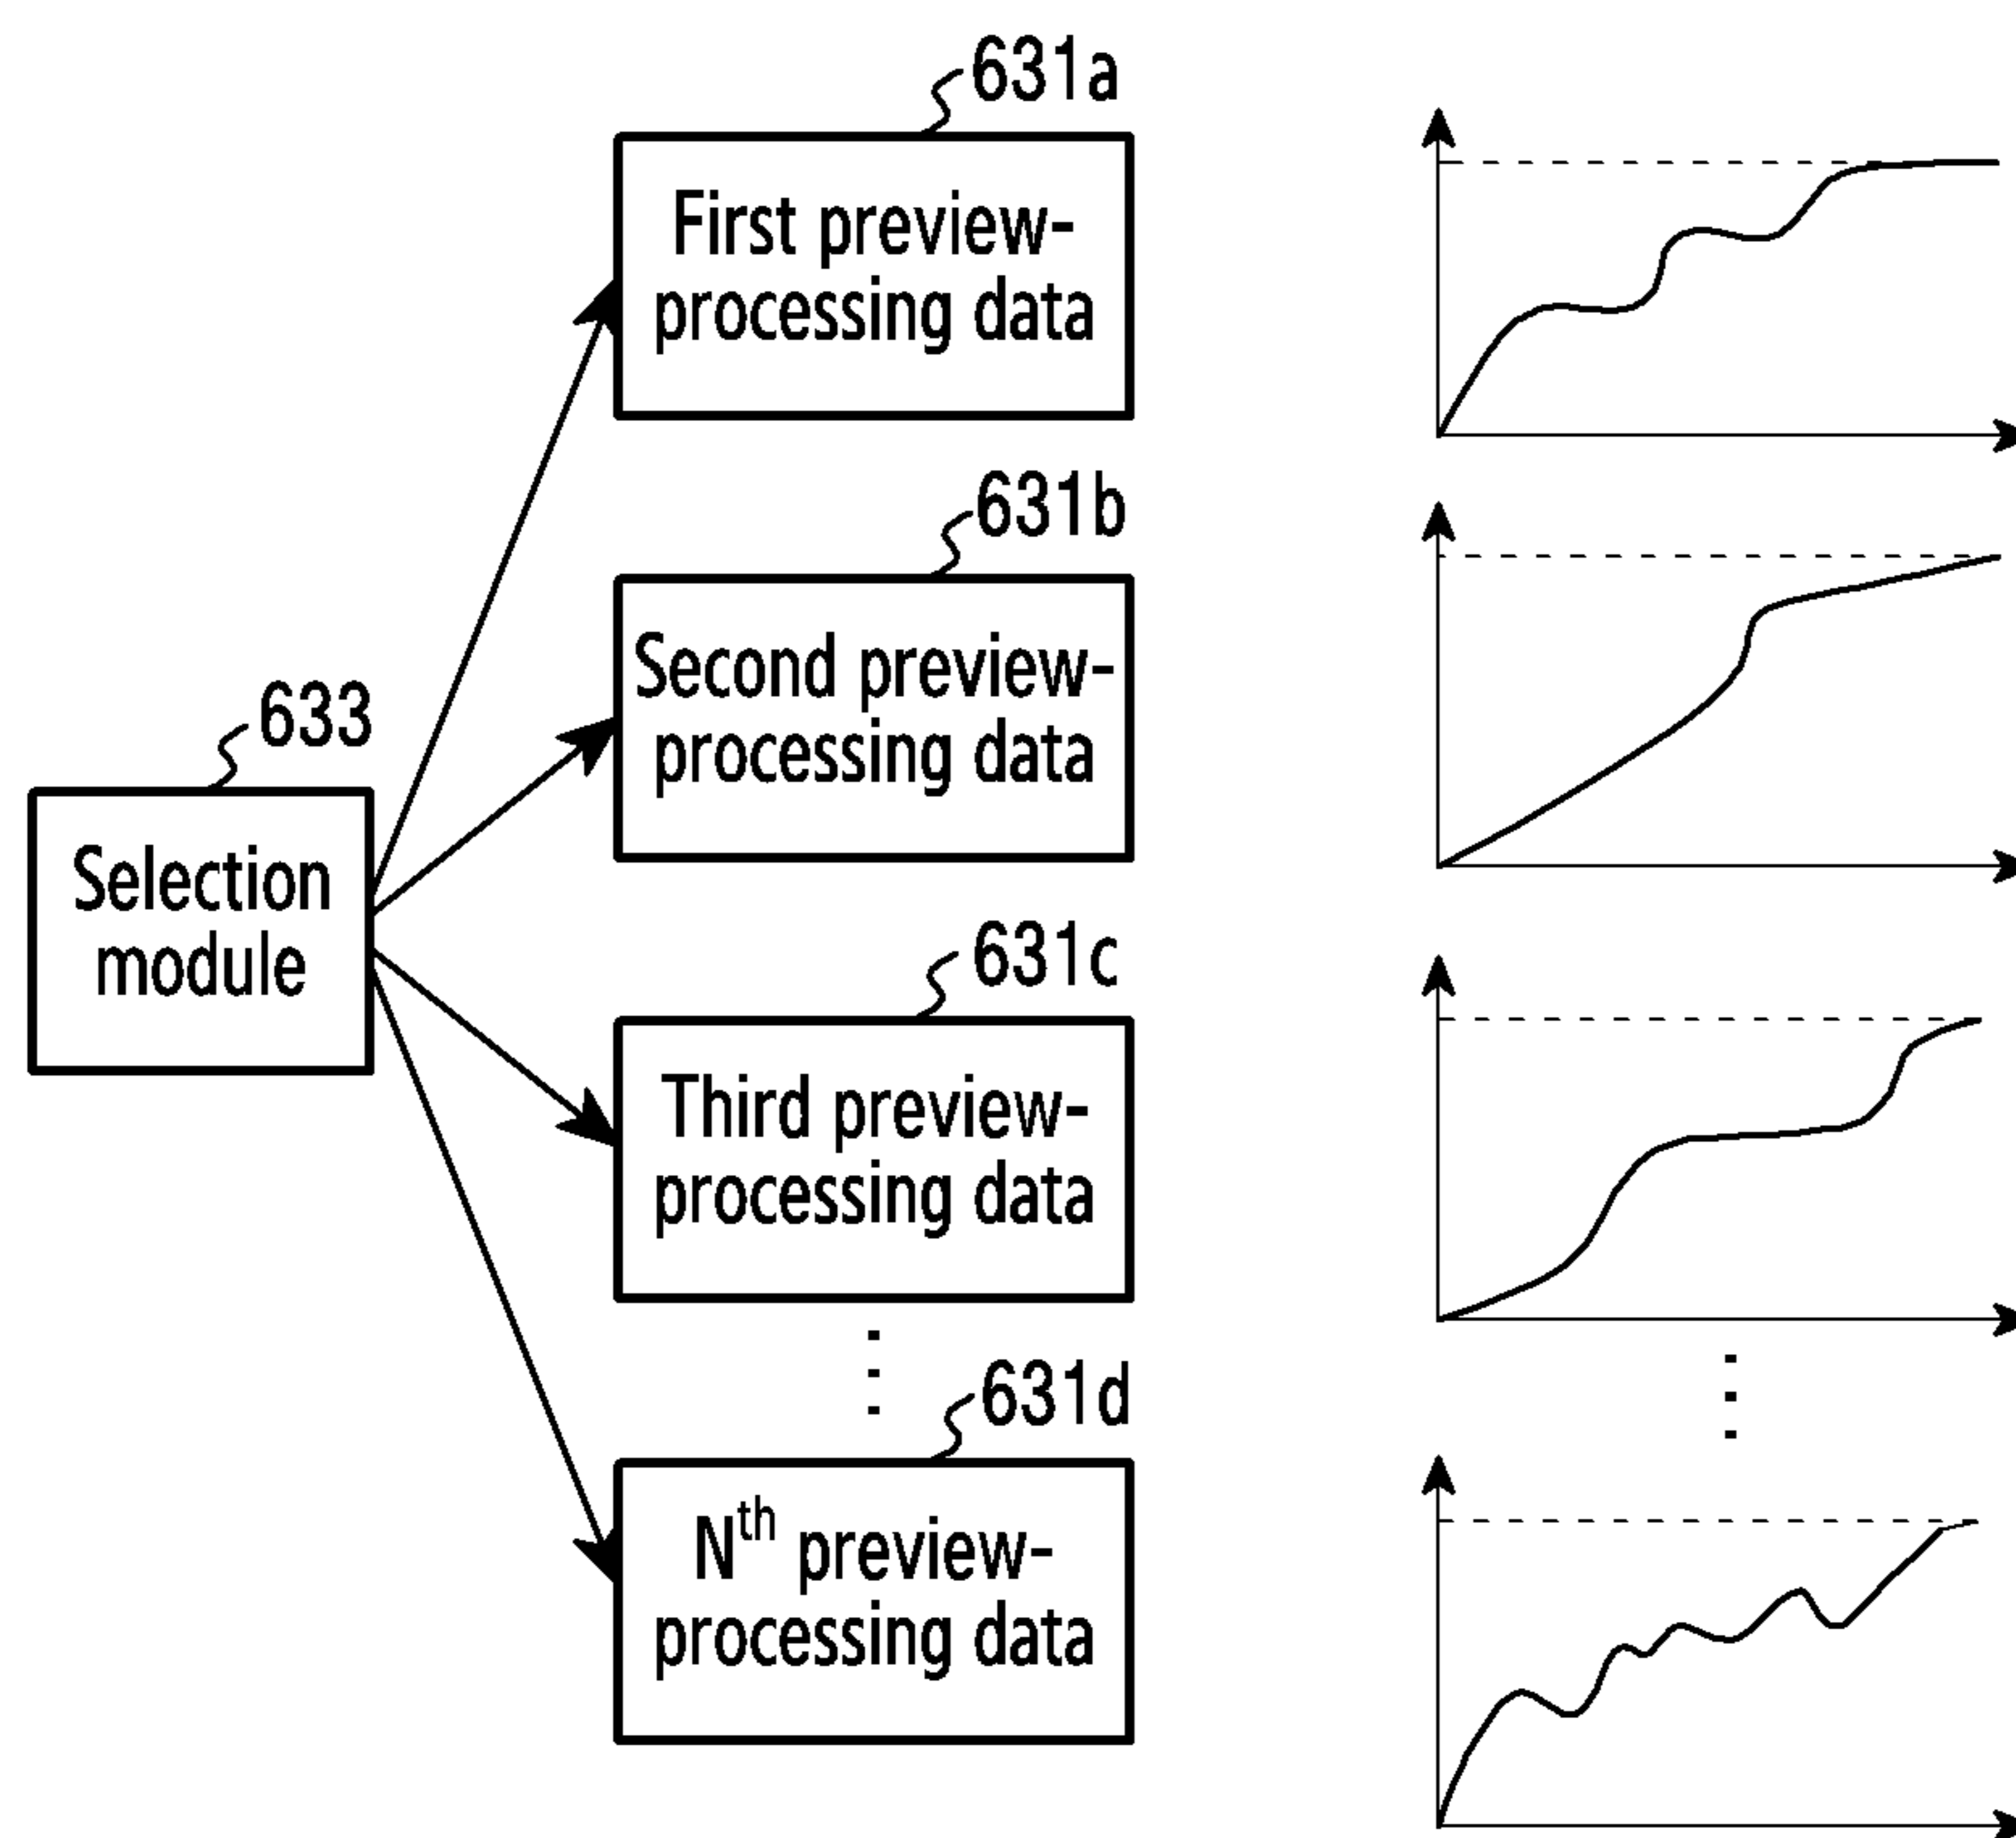 631a
First preview-
processing data
631b
Second preview-
processing data
633
Selection
module
631c
Third preview-
processing data
631d
Nth preview-
processing data